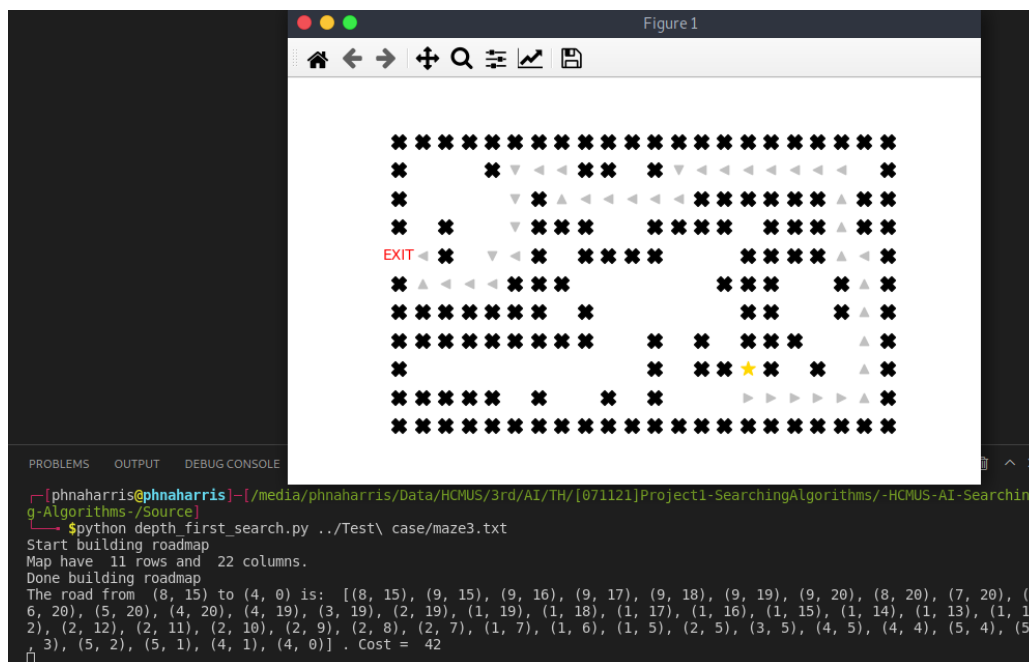 Figure 1
EXIT
PROBLEMS OUTPUT DEBUG CONSOLE
┌─[phnaharris@phnaharris]─[/media/phnaharris/Data/HCMUS/3rd/AI/TH/[071121]Project1-SearchingAlgorithms/-HCMUS-AI-Searchin
g-Algorithms-/Source]
└──╼ $python depth_first_search.py ../Test\ case/maze3.txt
Start building roadmap
Map have  11 rows and  22 columns.
Done building roadmap
The road from  (8, 15) to (4, 0) is:  [(8, 15), (9, 15), (9, 16), (9, 17), (9, 18), (9, 19), (9, 20), (8, 20), (7, 20), (
6, 20), (5, 20), (4, 20), (4, 19), (3, 19), (2, 19), (1, 19), (1, 18), (1, 17), (1, 16), (1, 15), (1, 14), (1, 13), (1, 1
2), (2, 12), (2, 11), (2, 10), (2, 9), (2, 8), (2, 7), (1, 7), (1, 6), (1, 5), (2, 5), (3, 5), (4, 5), (4, 4), (5, 4), (5
, 3), (5, 2), (5, 1), (4, 1), (4, 0)] . Cost =  42